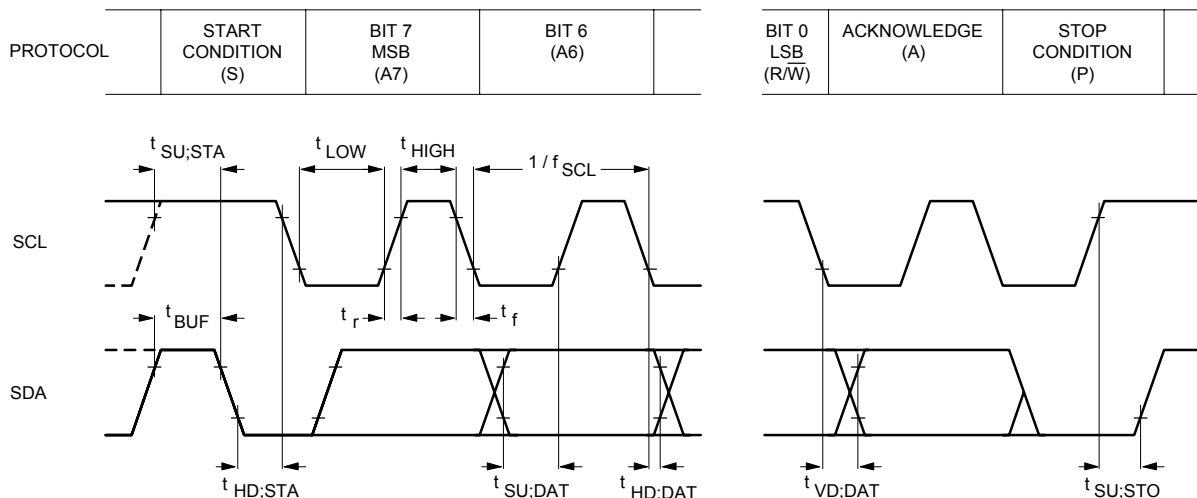 PROTOCOL
START
CONDITION
(S)
BIT 7
MSB
(A7)
BIT 6
(A6)
BIT 0
LSB
(R/W̅)
ACKNOWLEDGE
(A)
STOP
CONDITION
(P)
t SU;STA
t LOW
t HIGH
1 / f SCL
SCL
t BUF
t r
t f
SDA
t HD;STA
t SU;DAT
t HD;DAT
t VD;DAT
t SU;STO